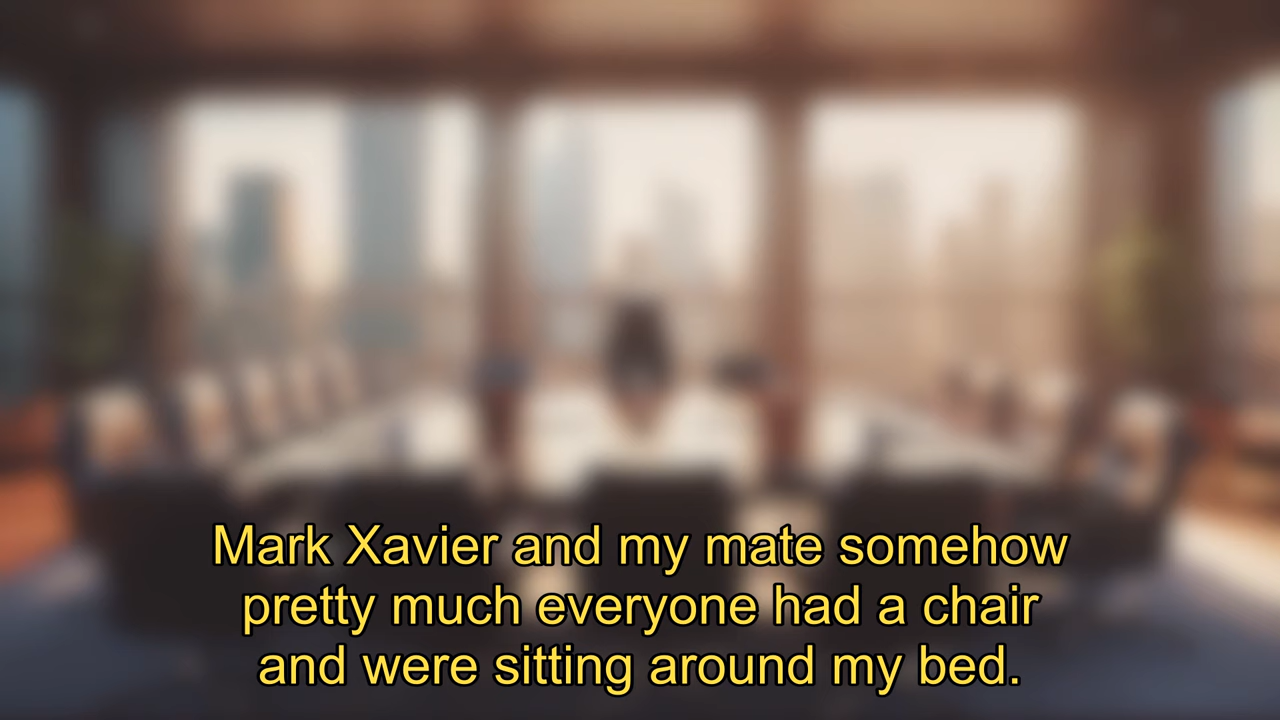 Mark Xavier and my mate somehow
pretty much everyone had a chair
and were sitting around my bed.